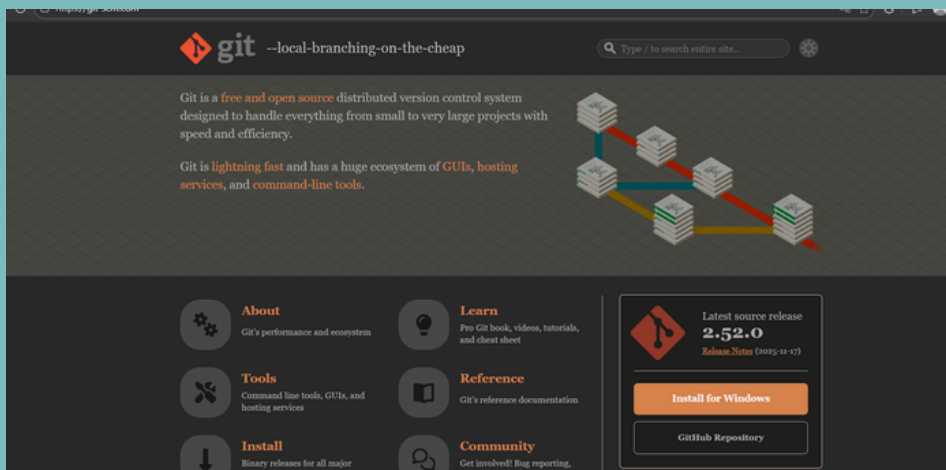 git --local-branching-on-the-cheap
Type / to search entire site...
Git is a free and open source distributed version control system
designed to handle everything from small to very large projects with
speed and efficiency.
Git is lightning fast and has a huge ecosystem of GUIs, hosting
services, and command-line tools.
About
Git's performance and ecosystem
Learn
Pro Git book, videos, tutorials,
and cheat sheet
Tools
Command line tools, GUIs, and
hosting services
Reference
Git's reference documentation
Install
Binary releases for all major
Community
Get involved! Bug reporting,
Latest source release
2.52.0
Release Notes (2025-11-17)
Install for Windows
GitHub Repository